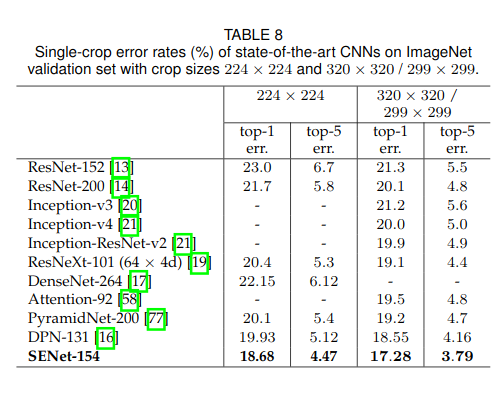 TABLE 8
Single-crop error rates (%) of state-of-the-art CNNs on ImageNet
validation set with crop sizes 224 × 224 and 320 × 320 / 299 × 299.
224 × 224 320 × 320 /
299 × 299
top-1 top-5 top-1 top-5
err. err. err. err.
ResNet-152 [13] 23.0 6.7 21.3 5.5
ResNet-200 [14] 21.7 5.8 20.1 4.8
Inception-v3 [20] - - 21.2 5.6
Inception-v4 [21] - - 20.0 5.0
Inception-ResNet-v2 [21] - - 19.9 4.9
ResNeXt-101 (64 × 4d) [19] 20.4 5.3 19.1 4.4
DenseNet-264 [17] 22.15 6.12 - -
Attention-92 [58] - - 19.5 4.8
PyramidNet-200 [77] 20.1 5.4 19.2 4.7
DPN-131 [16] 19.93 5.12 18.55 4.16
SENet-154 18.68 4.47 17.28 3.79